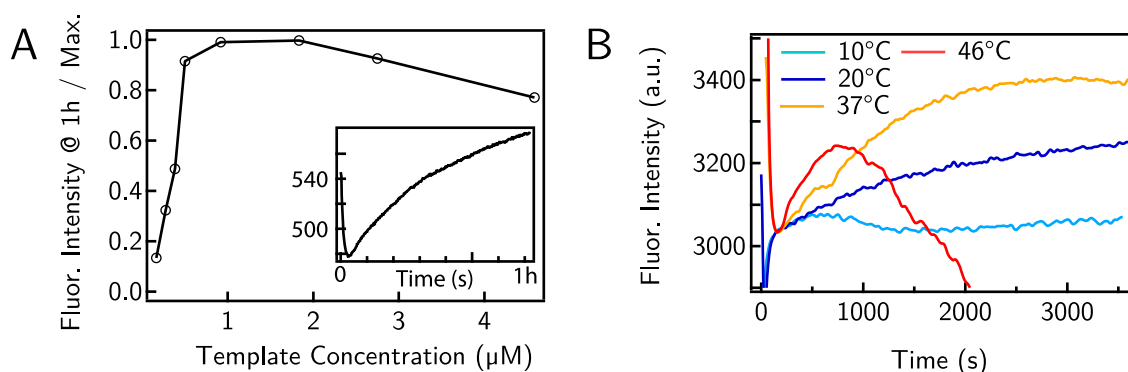 A
Fluor. Intensity @ 1h / Max.
1.0
0.8
0.6
0.4
0.2
0.0
1
2
3
4
Template Concentration (μM)
540
500
0
Time (s)
1h
B
Fluor. Intensity (a.u.)
3400
3200
3000
10°C
46°C
20°C
37°C
0
1000
2000
3000
Time (s)